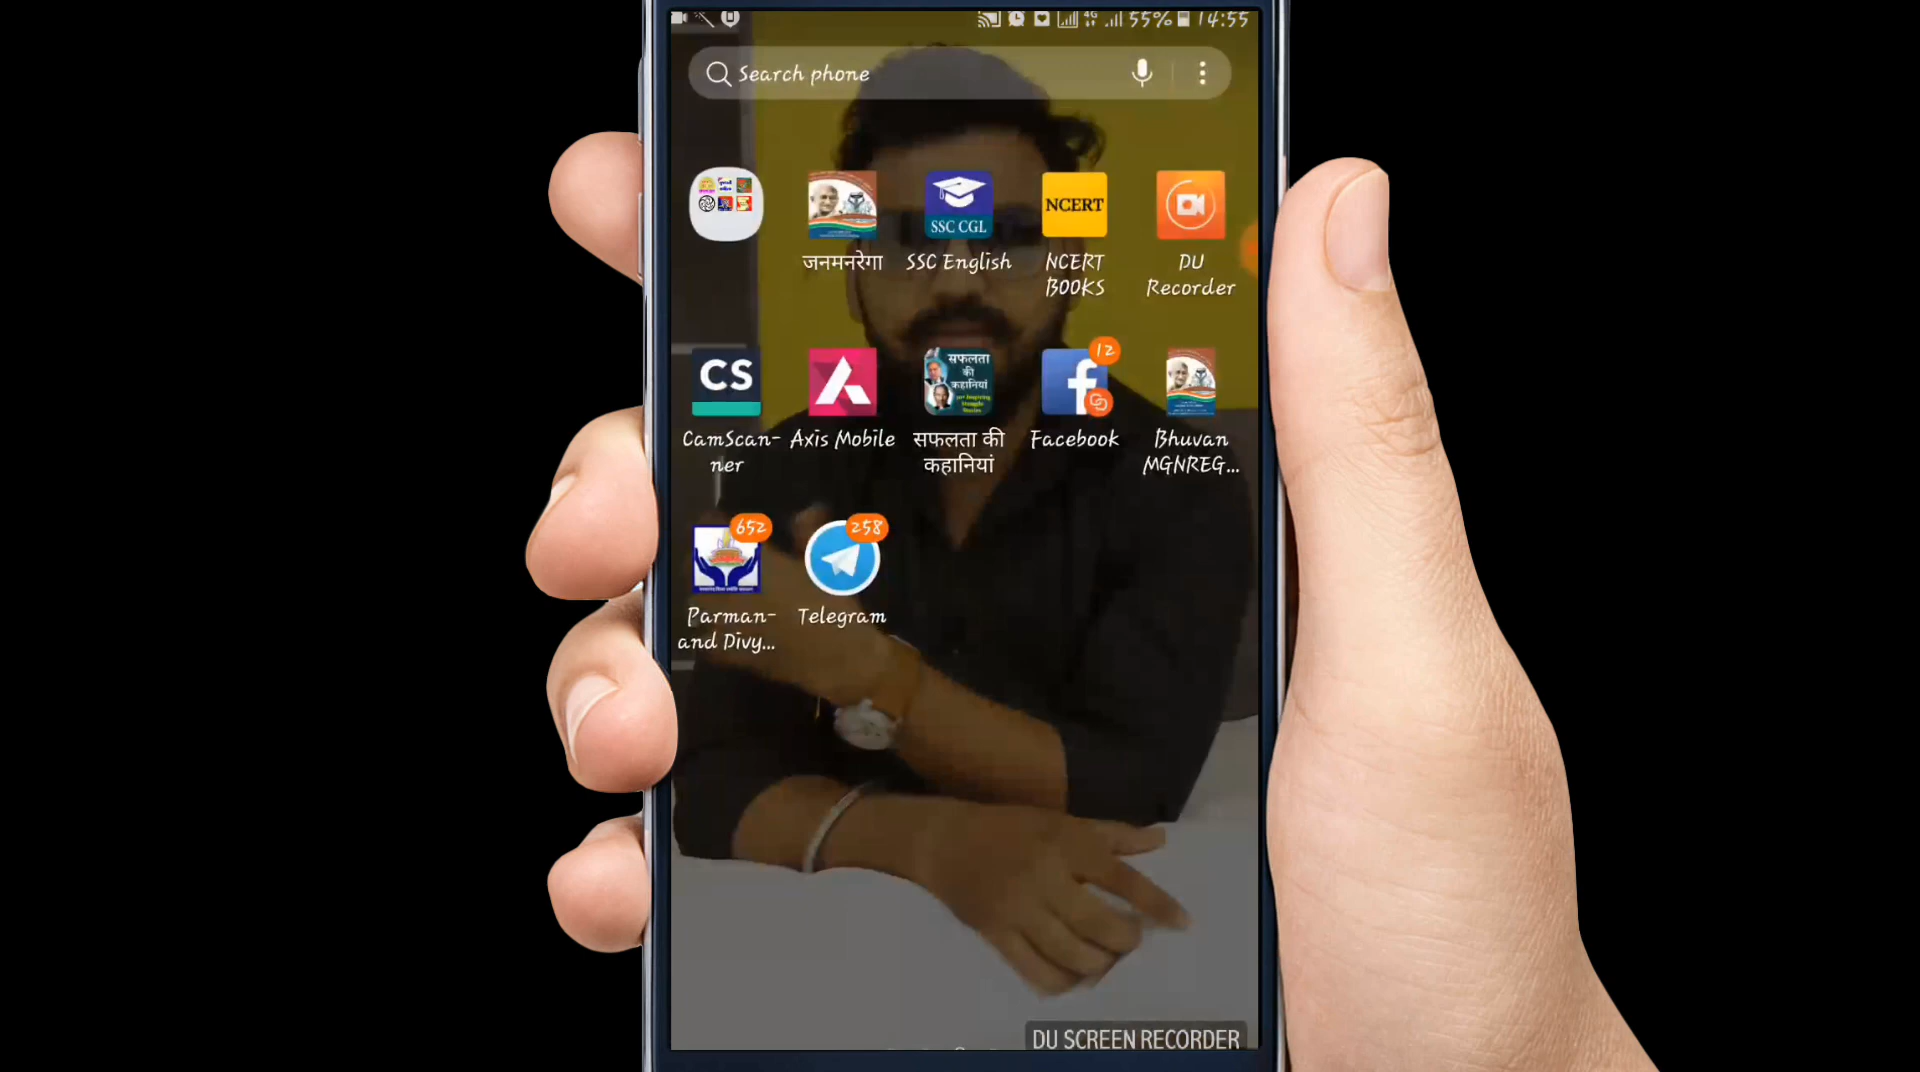 4G 55% 14:55
Search phone
SSC CGL
NCERT
जनमनरेगा
SSC English
NCERT
BOOKS
DU
Recorder
CS
सफलता
की
कहानियां
12
CamScan-
ner
Axis Mobile
सफलता की
कहानियां
Facebook
Bhuvan
MGNREG...
652
258
Parman-
and Divy...
Telegram
DU SCREEN RECORDER